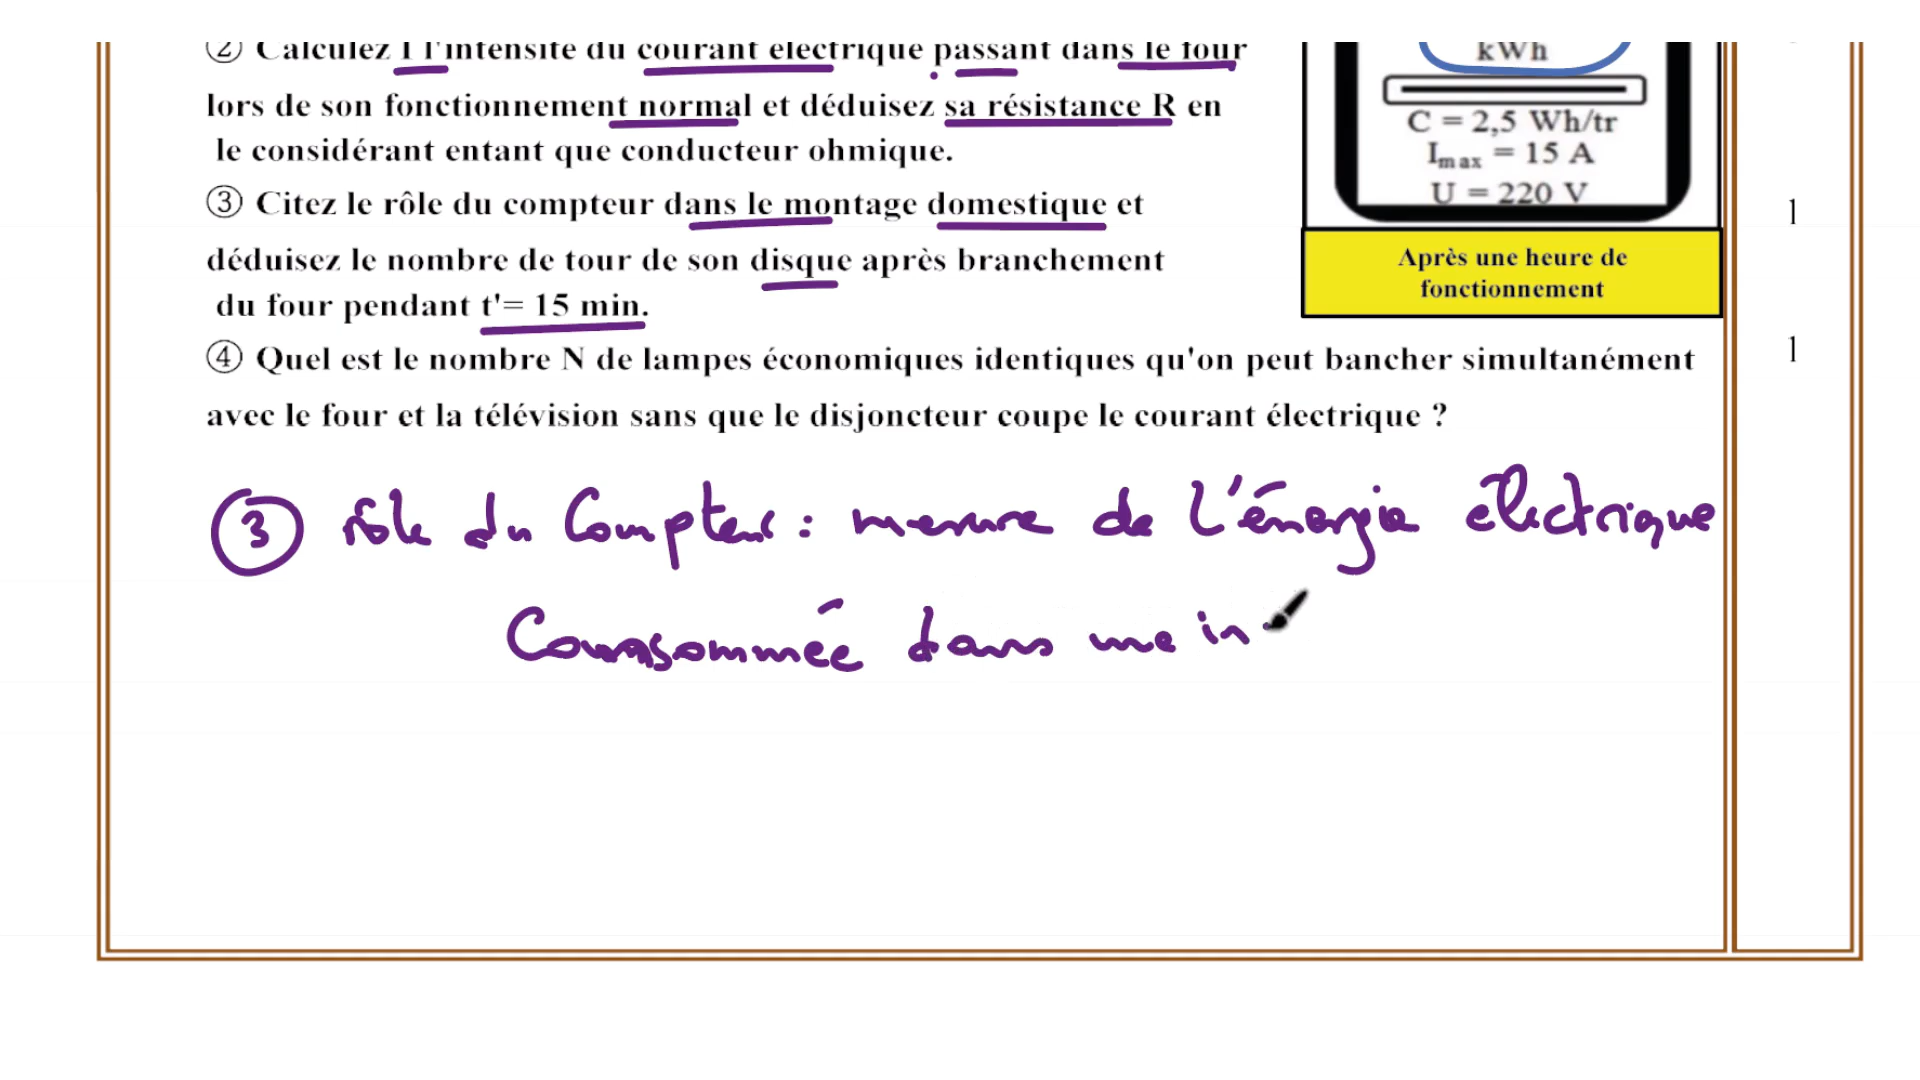 ② Calculez I l'intensité du courant électrique passant dans le four
lors de son fonctionnement normal et déduisez sa résistance R en
le considérant entant que conducteur ohmique.
③ Citez le rôle du compteur dans le montage domestique et
déduisez le nombre de tour de son disque après branchement
du four pendant t'= 15 min.
④ Quel est le nombre N de lampes économiques identiques qu'on peut bancher simultanément
avec le four et la télévision sans que le disjoncteur coupe le courant électrique ?
kWh
C = 2,5 Wh/tr
Imax = 15 A
U = 220 V
Après une heure de
fonctionnement
1
1
③ rôle du Compteur : mesure de l'énergie électrique
Consommée dans une in